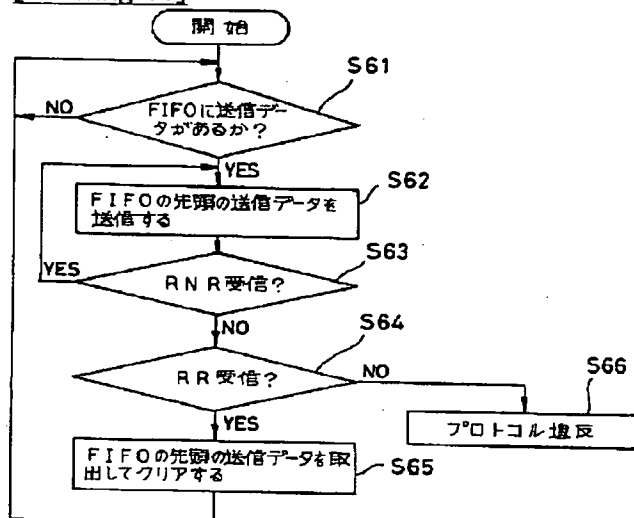 開始
S61
FIFOに送信デー
タがあるか?
NO
YES
S62
FIFOの先頭の送信データを
送信する
S63
YES
RNR受信?
NO
S64
RR受信?
NO
S66
YES
プロトコル違反
FIFOの先頭の送信データを取
出してクリアする
S65